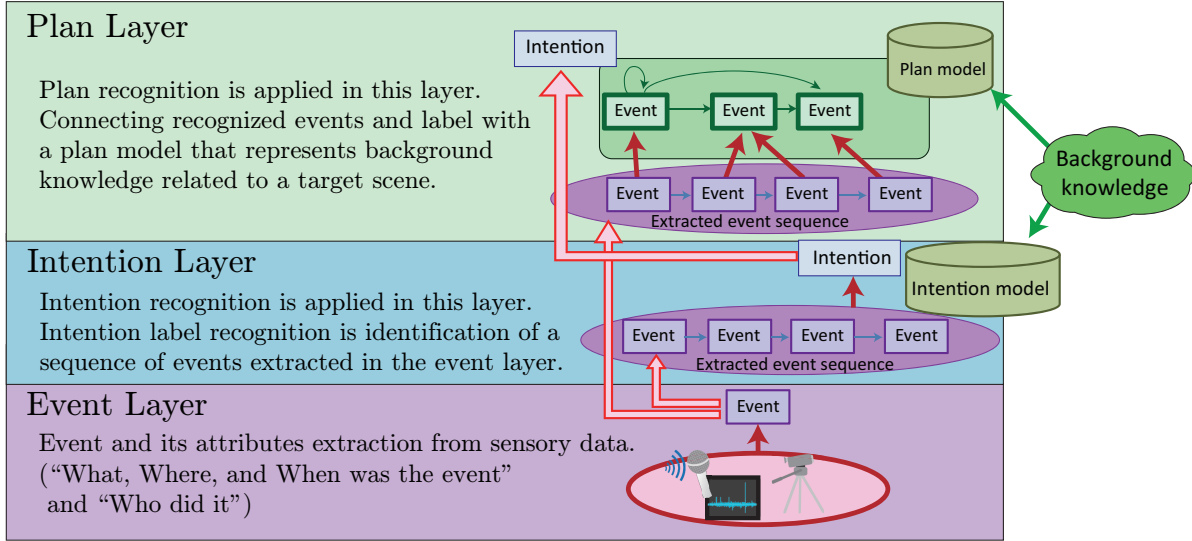 Plan Layer
Plan recognition is applied in this layer.
Connecting recognized events and label with
a plan model that represents background
knowledge related to a target scene.
Intention
Plan model
Event Event Event
Event Event Event Event
Extracted event sequence
Background
knowledge
Intention Layer
Intention recognition is applied in this layer.
Intention label recognition is identification of a
sequence of events extracted in the event layer.
Intention
Intention model
Event Event Event Event
Extracted event sequence
Event Layer
Event and its attributes extraction from sensory data.
(“What, Where, and When was the event”
and “Who did it”)
Event